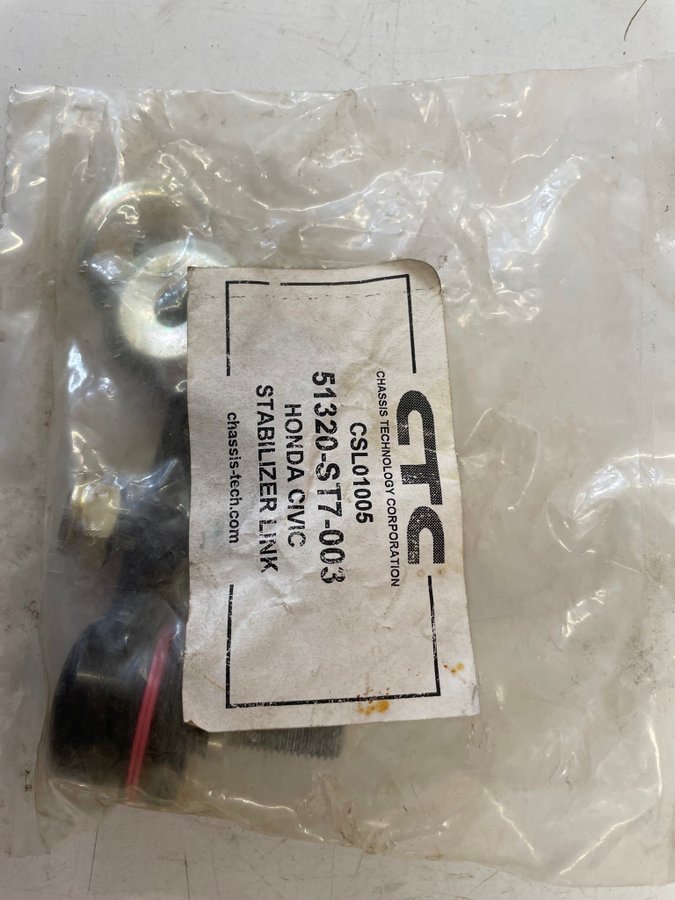 CTC
CHASSIS TECHNOLOGY CORPORATION
CSL01005
51320-ST7-003
HONDA CIVIC
STABILIZER LINK
chassis-tech.com